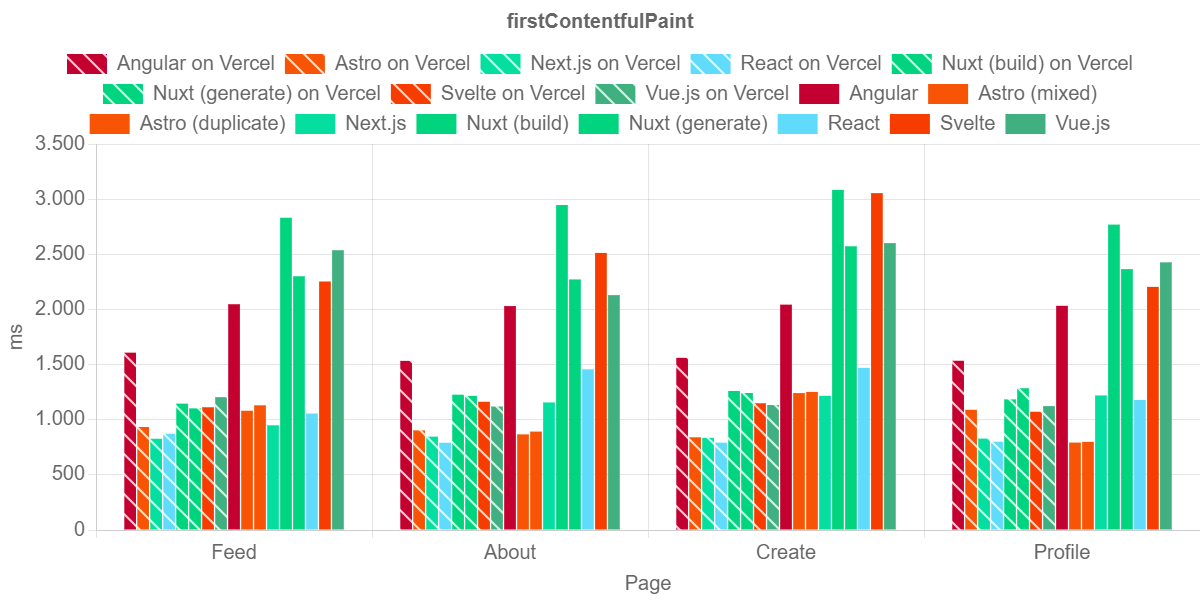 firstContentfulPaint
Angular on Vercel Astro on Vercel Next.js on Vercel React on Vercel Nuxt (build) on Vercel
Nuxt (generate) on Vercel Svelte on Vercel Vue.js on Vercel Angular Astro (mixed)
Astro (duplicate) Next.js Nuxt (build) Nuxt (generate) React Svelte Vue.js
3.500
3.000
2.500
2.000
1.500
1.000
500
0
ms
Feed About Create Profile
Page